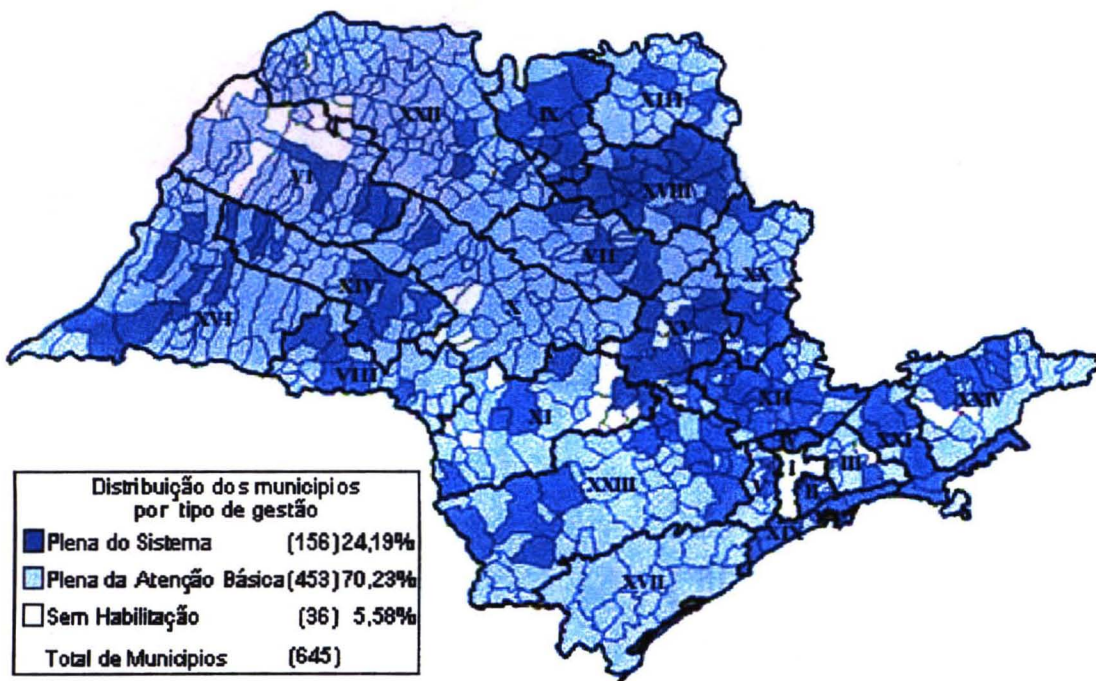 XXII
IX
XIII
VI
XVIII
VII
XX
XIV
X
XV
XVI
VIII
XII
XI
XXIV
IV
XXI
I
III
V
II
XXIII
XIX
XVII
Distribuição dos municipios
por tipo de gestão
Plena do Sistema (156) 24,19%
Plena da Atenção Básica (453) 70,23%
Sem Habilitação (36) 5,58%
Total de Municipios (645)